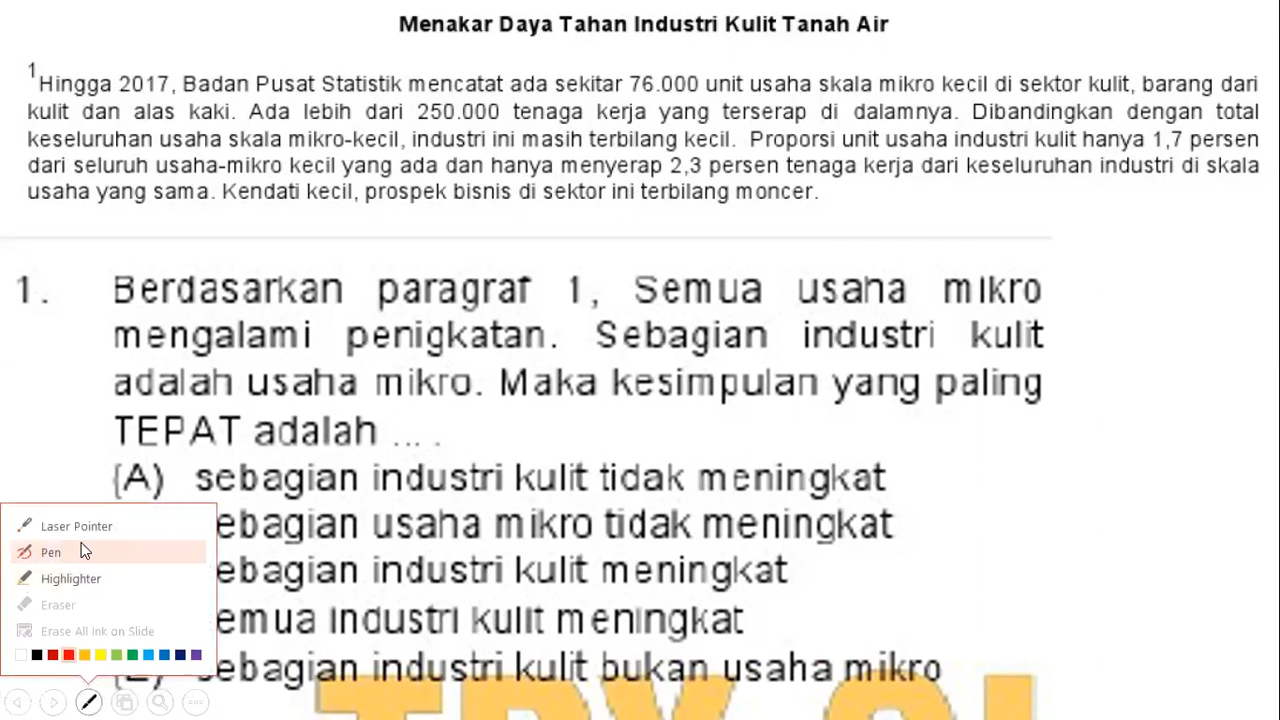 Menakar Daya Tahan Industri Kulit Tanah Air
¹Hingga 2017, Badan Pusat Statistik mencatat ada sekitar 76.000 unit usaha skala mikro kecil di sektor kulit, barang dari
kulit dan alas kaki. Ada lebih dari 250.000 tenaga kerja yang terserap di dalamnya. Dibandingkan dengan total
keseluruhan usaha skala mikro-kecil, industri ini masih terbilang kecil. Proporsi unit usaha industri kulit hanya 1,7 persen
dari seluruh usaha-mikro kecil yang ada dan hanya menyerap 2,3 persen tenaga kerja dari keseluruhan industri di skala
usaha yang sama. Kendati kecil, prospek bisnis di sektor ini terbilang moncer.
1. Berdasarkan paragraf 1, Semua usaha mikro
mengalami penigkatan. Sebagian industri kulit
adalah usaha mikro. Maka kesimpulan yang paling
TEPAT adalah ... .
(A) sebagian industri kulit tidak meningkat
ebagian usaha mikro tidak meningkat
ebagian industri kulit meningkat
emua industri kulit meningkat
sebagian industri kulit bukan usaha mikro
Laser Pointer
Pen
Highlighter
Eraser
Erase All Ink on Slide